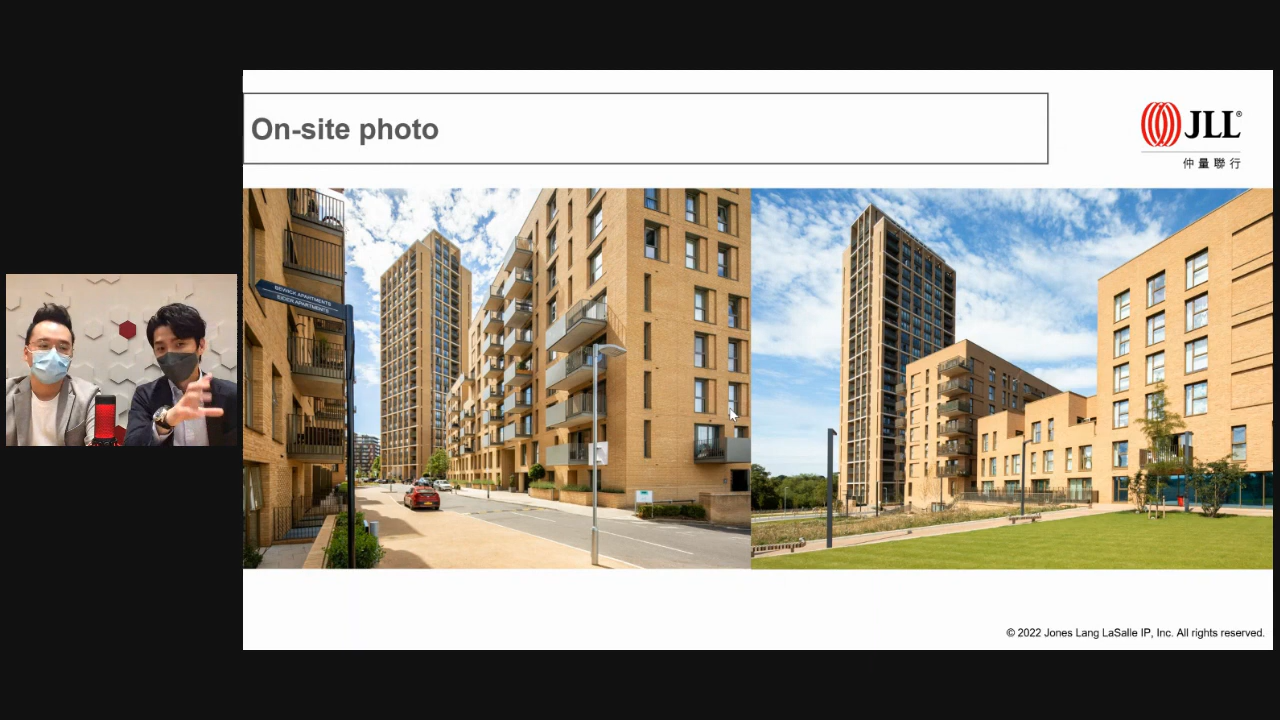 On-site photo
JLL®
仲量聯行
BEWICK APARTMENTS
EIDER APARTMENTS
© 2022 Jones Lang LaSalle IP, Inc. All rights reserved.